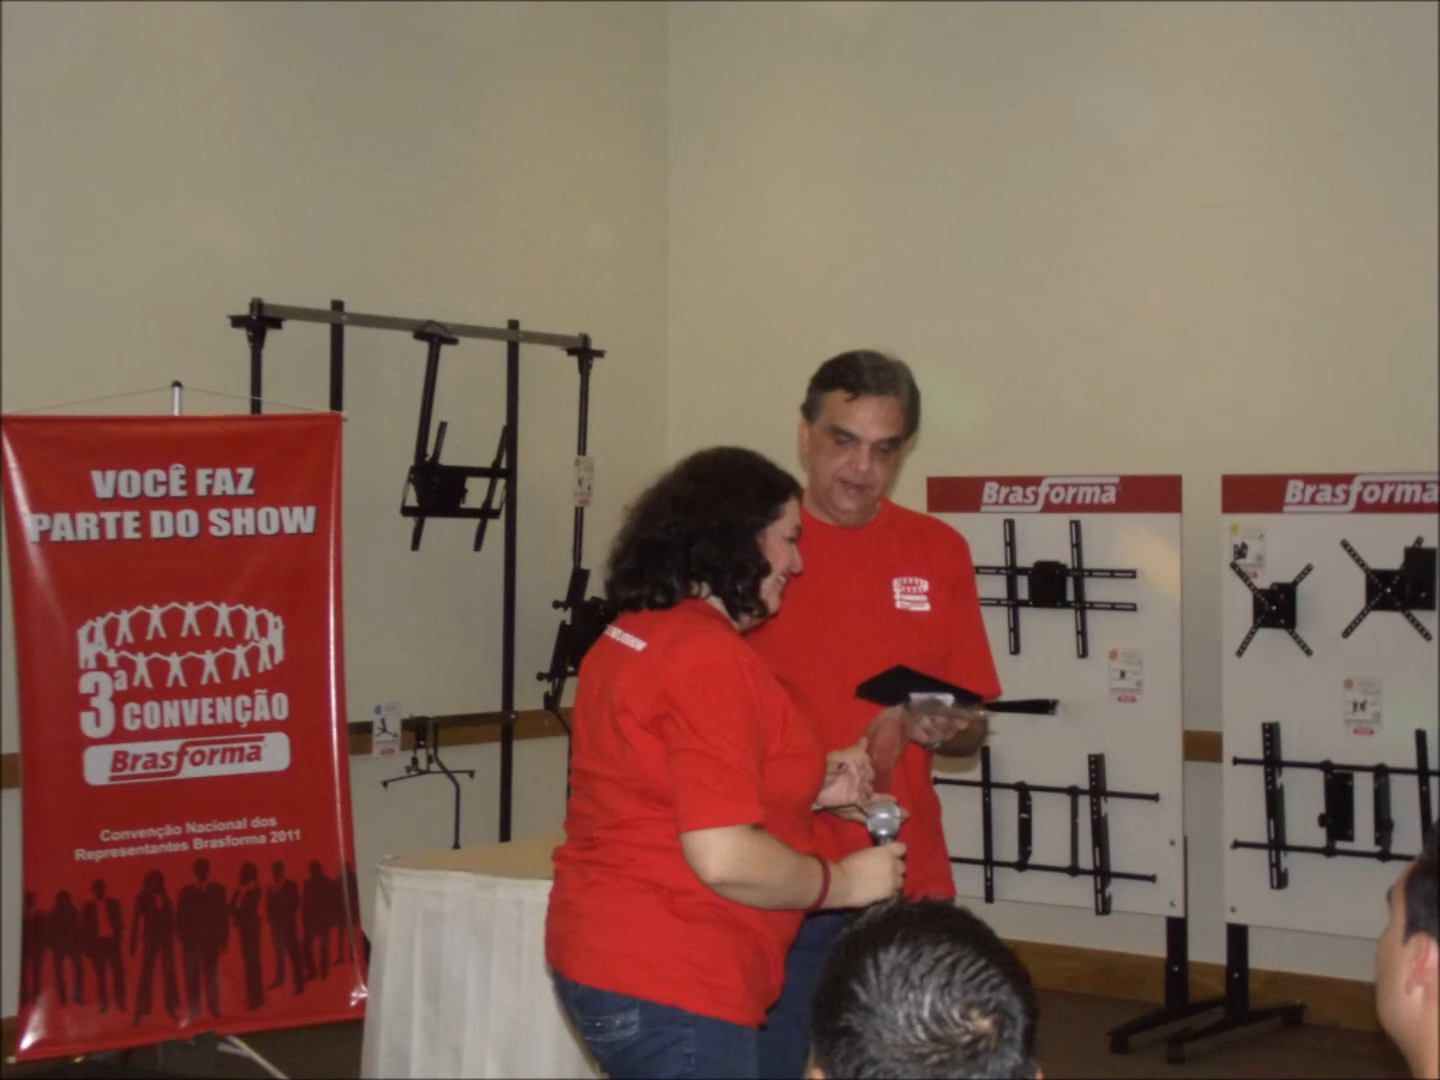 VOCÊ FAZ
PARTE DO SHOW
3ª CONVENÇÃO
Brasforma
Convenção Nacional dos
Representantes Brasforma 2011
Brasforma
Brasforma